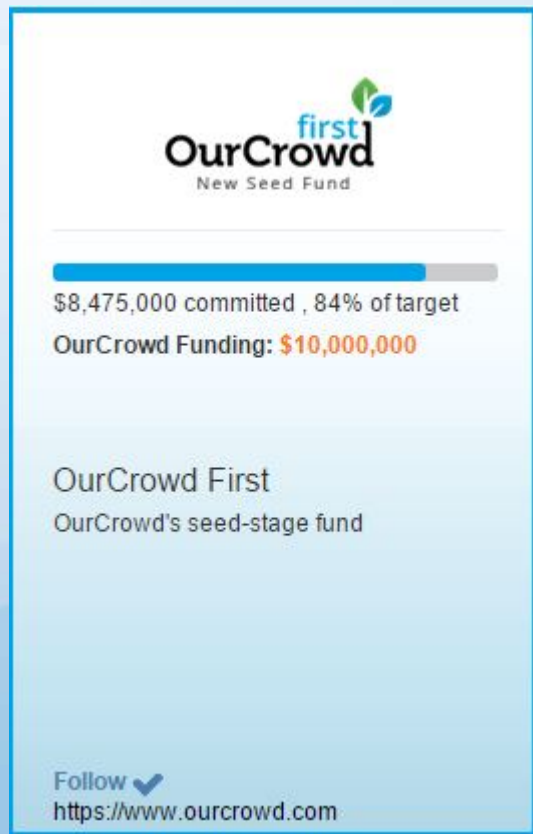 first
OurCrowd
New Seed Fund
$8,475,000 committed , 84% of target
OurCrowd Funding: $10,000,000
OurCrowd First
OurCrowd's seed-stage fund
Follow
https://www.ourcrowd.com